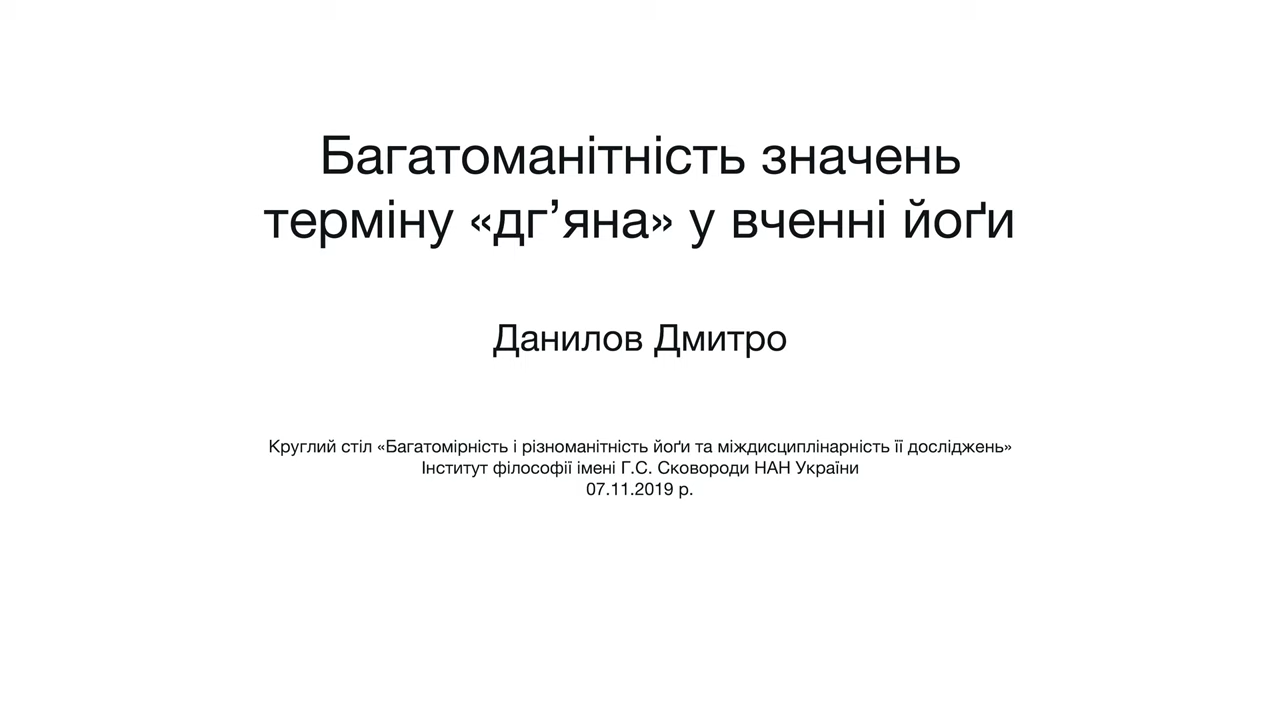 Багатоманітність значень
терміну «дг’яна» у вченні йоґи
Данилов Дмитро
Круглий стіл «Багатомірність і різноманітність йоґи та міждисциплінарність її досліджень»
Інститут філософії імені Г.С. Сковороди НАН України
07.11.2019 р.